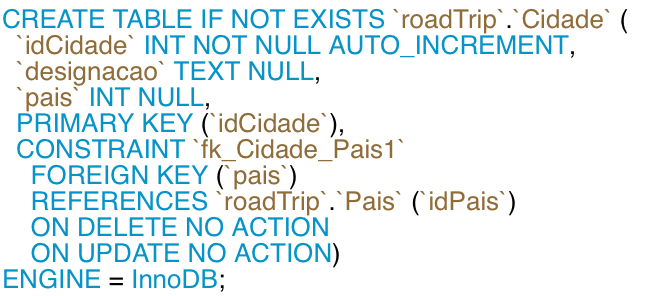 CREATE TABLE IF NOT EXISTS `roadTrip`.`Cidade` (
`idCidade` INT NOT NULL AUTO_INCREMENT,
`designacao` TEXT NULL,
`pais` INT NULL,
PRIMARY KEY (`idCidade`),
CONSTRAINT `fk_Cidade_Pais1`
FOREIGN KEY (`pais`)
REFERENCES `roadTrip`.`Pais` (`idPais`)
ON DELETE NO ACTION
ON UPDATE NO ACTION)
ENGINE = InnoDB;